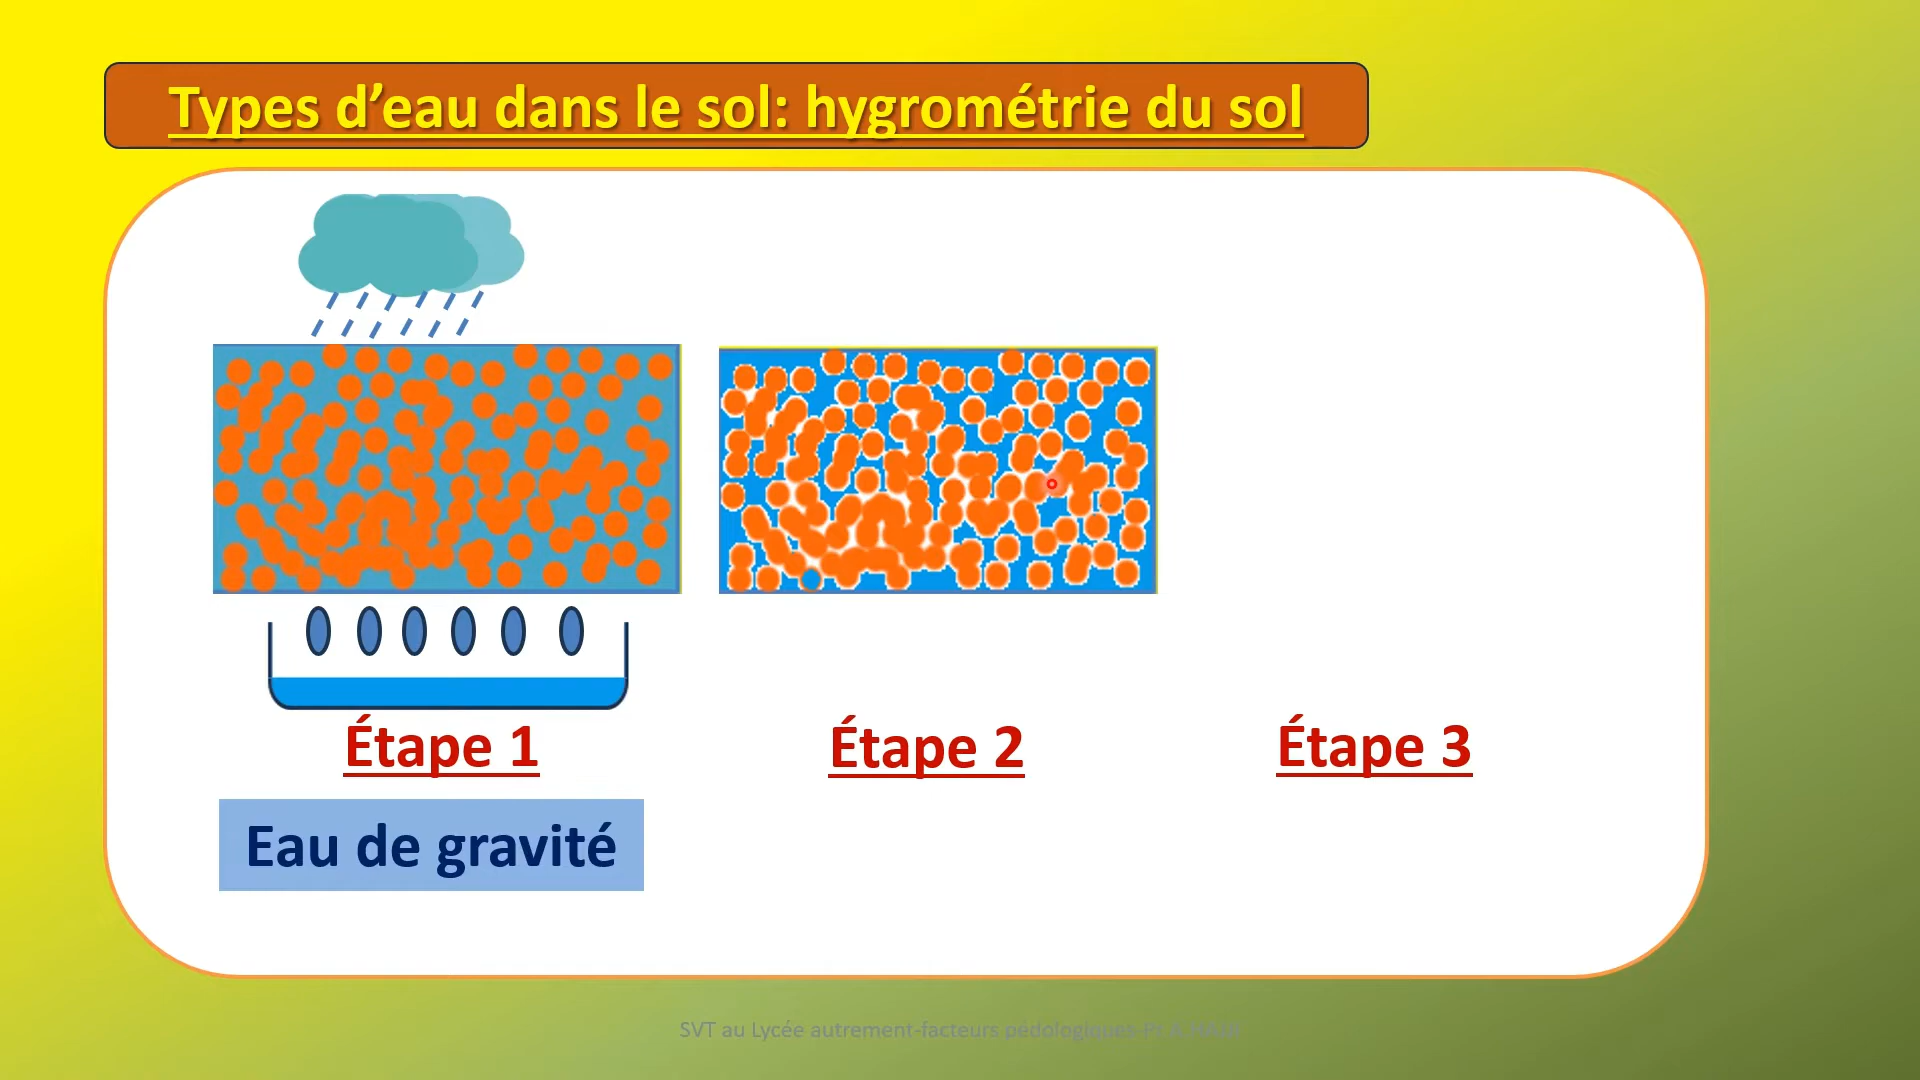 Types d’eau dans le sol: hygrométrie du sol
Étape 1
Étape 2
Étape 3
Eau de gravité
SVT au Lycée autrement-facteurs pédologiques-